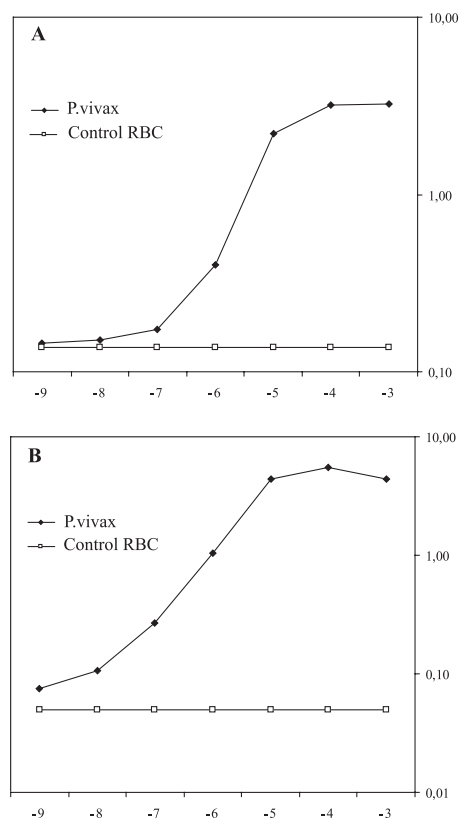 A
10,00
P.vivax
Control RBC
1,00
0,10
-9 -8 -7 -6 -5 -4 -3
B
10,00
P.vivax
Control RBC
1,00
0,10
0,01
-9 -8 -7 -6 -5 -4 -3